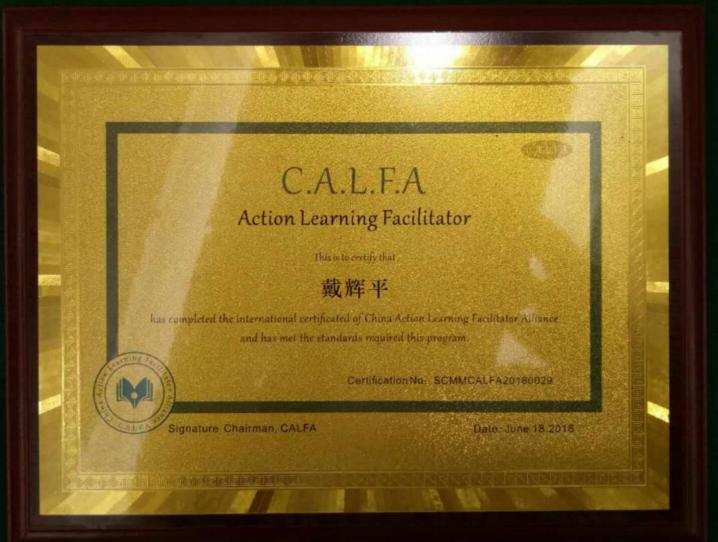 C.A.L.F.A
C.A.L.F.A
Action Learning Facilitator
This is to certify that
戴辉平
has completed the international certificated of China Action Learning Facilitator Alliance
and has met the standards required this program.
Certification No: SCMMCALFA20180029
China Action Learning Facilitator Alliance
CALFA
Signature Chairman, CALFA
Date: June 18.2018